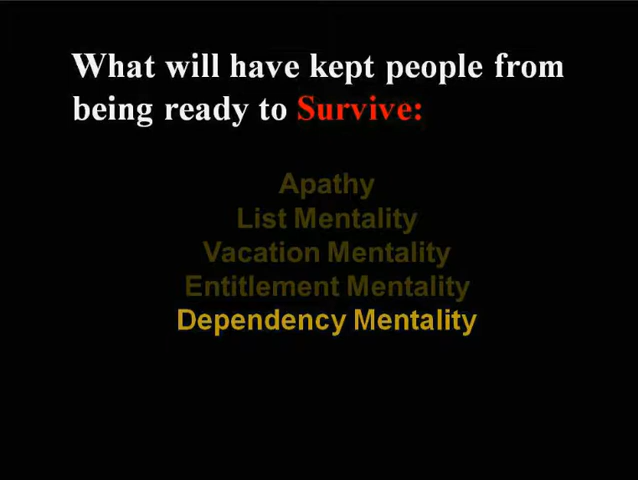 What will have kept people from
being ready to Survive:
Apathy
List Mentality
Vacation Mentality
Entitlement Mentality
Dependency Mentality